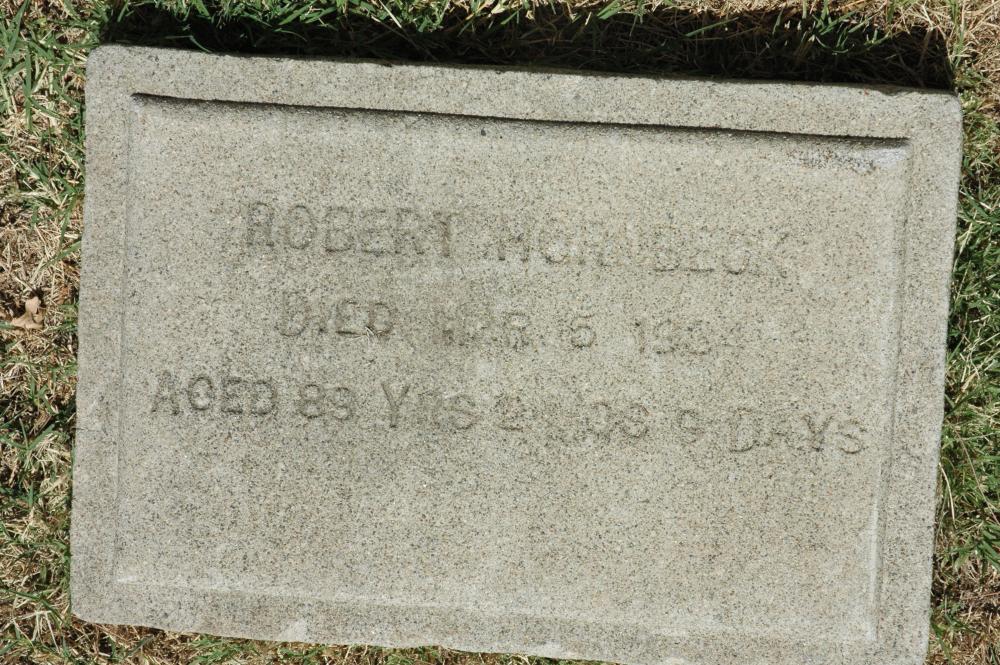 ROBERT HORNBECK
DIED MAR 5
AGED 89 YRS 2 MOS 9 DAYS